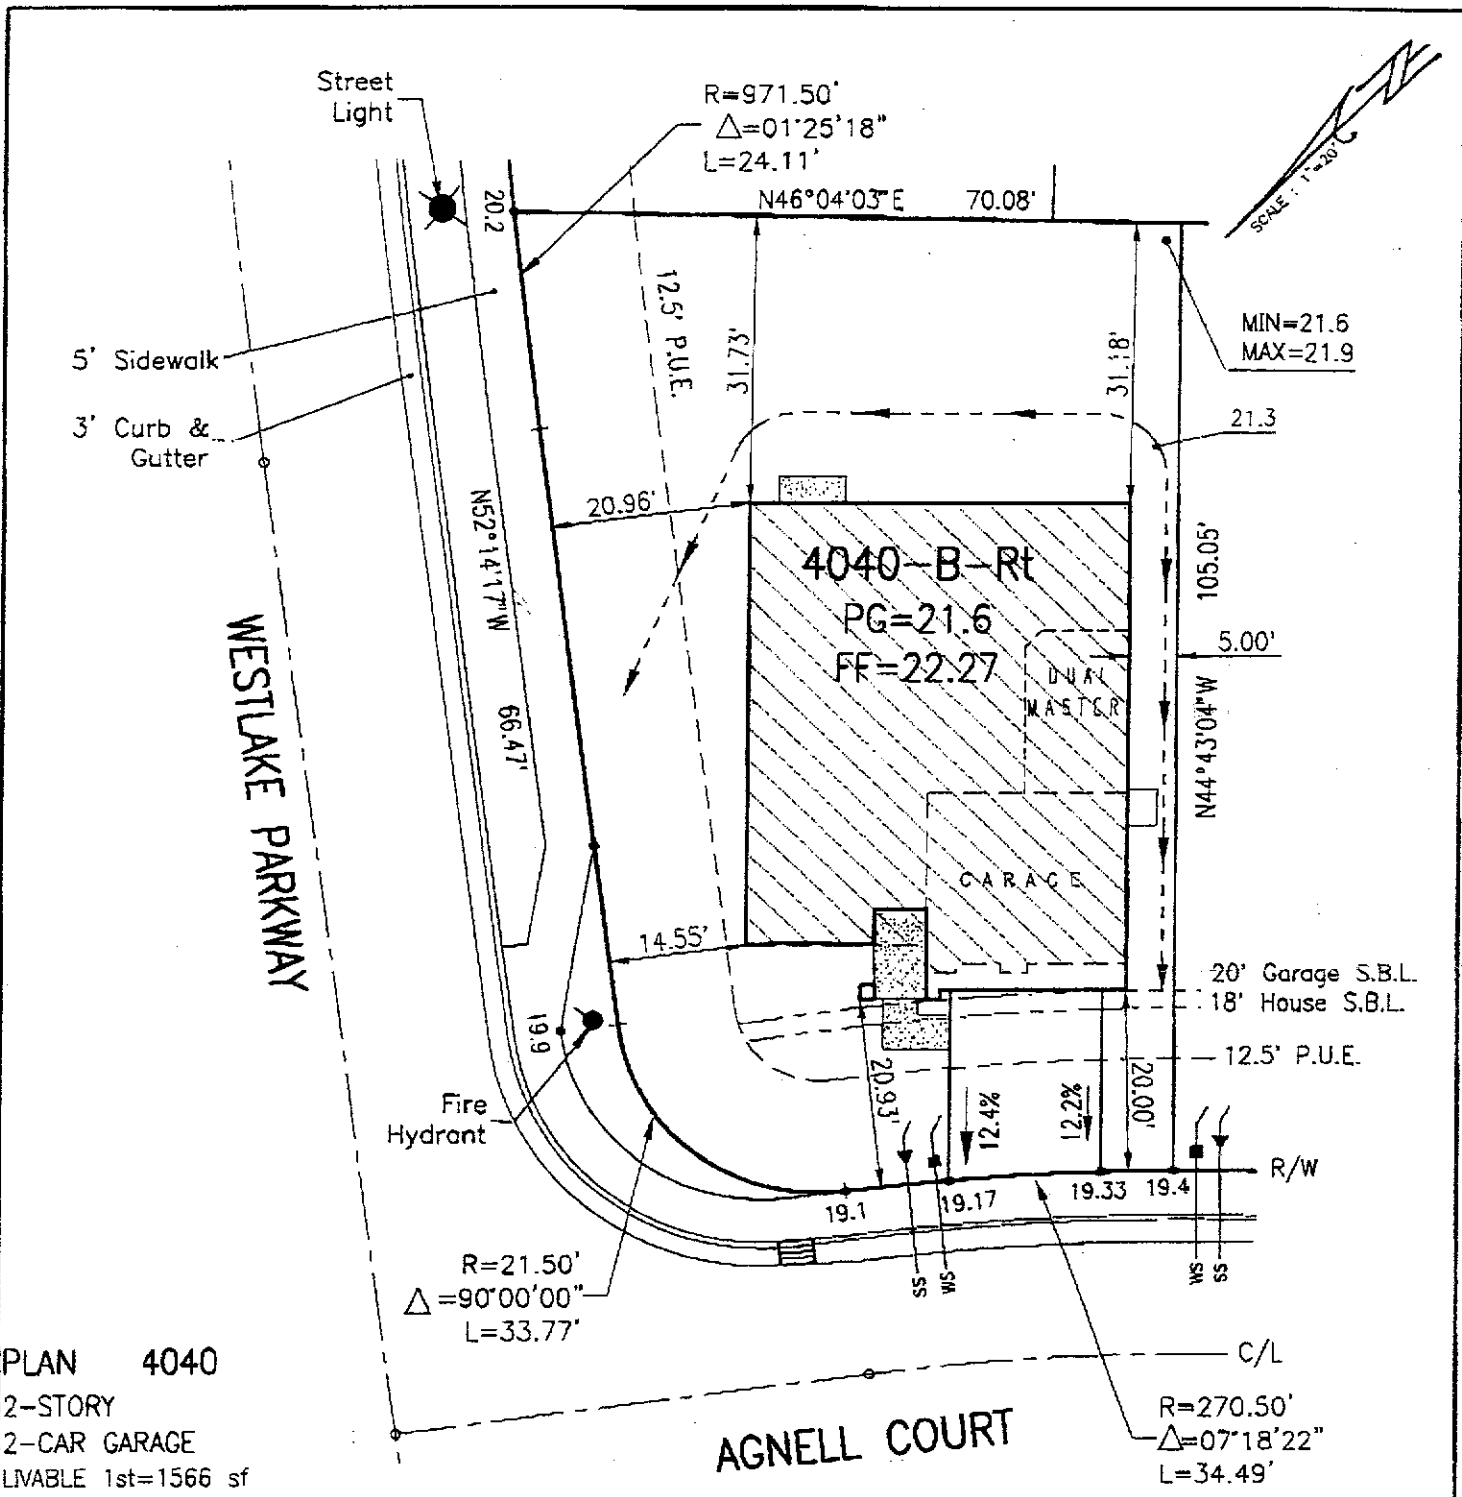 Street
Light
R=971.50'
△=01°25'18"
L=24.11'
N
SCALE : 1"=20'
N46°04'03"E 70.08'
20.2
12.5' P.U.E.
31.73'
31.18'
MIN=21.6
MAX=21.9
5' Sidewalk
3' Curb &
Gutter
21.3
20.96'
N52°14'17"W 66.47'
4040-B-Rt
PG=21.6
FF=22.27
DUAL
MASTER
GARAGE
105.05'
5.00'
N44°43'04"W
WESTLAKE PARKWAY
14.55'
20' Garage S.B.L.
18' House S.B.L.
12.5' P.U.E.
19.9
Fire
Hydrant
20.93'
12.4%
12.2%
20.00'
R/W
19.1
19.17
19.33
19.4
SS
WS
WS
SS
R=21.50'
△=90°00'00"
L=33.77'
C/L
AGNELL COURT
R=270.50'
△=07°18'22"
L=34.49'
PLAN 4040
2-STORY
2-CAR GARAGE
LIVABLE 1st=1566 sf